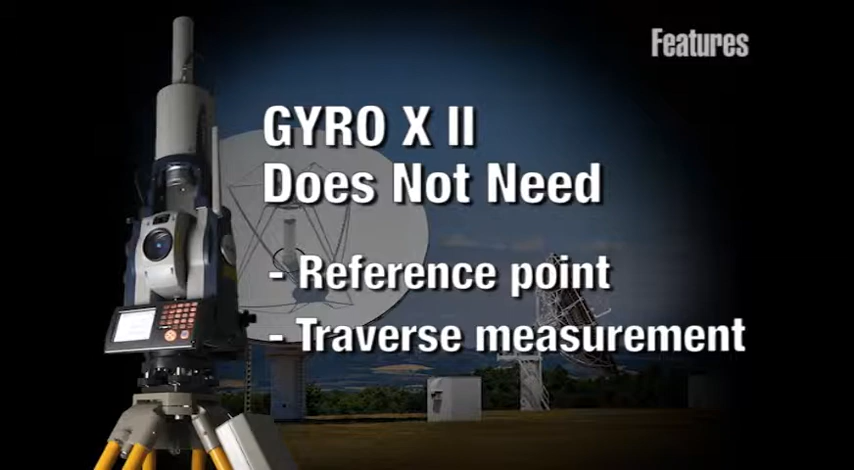 Features
GYRO X II
Does Not Need
- Reference point
- Traverse measurement